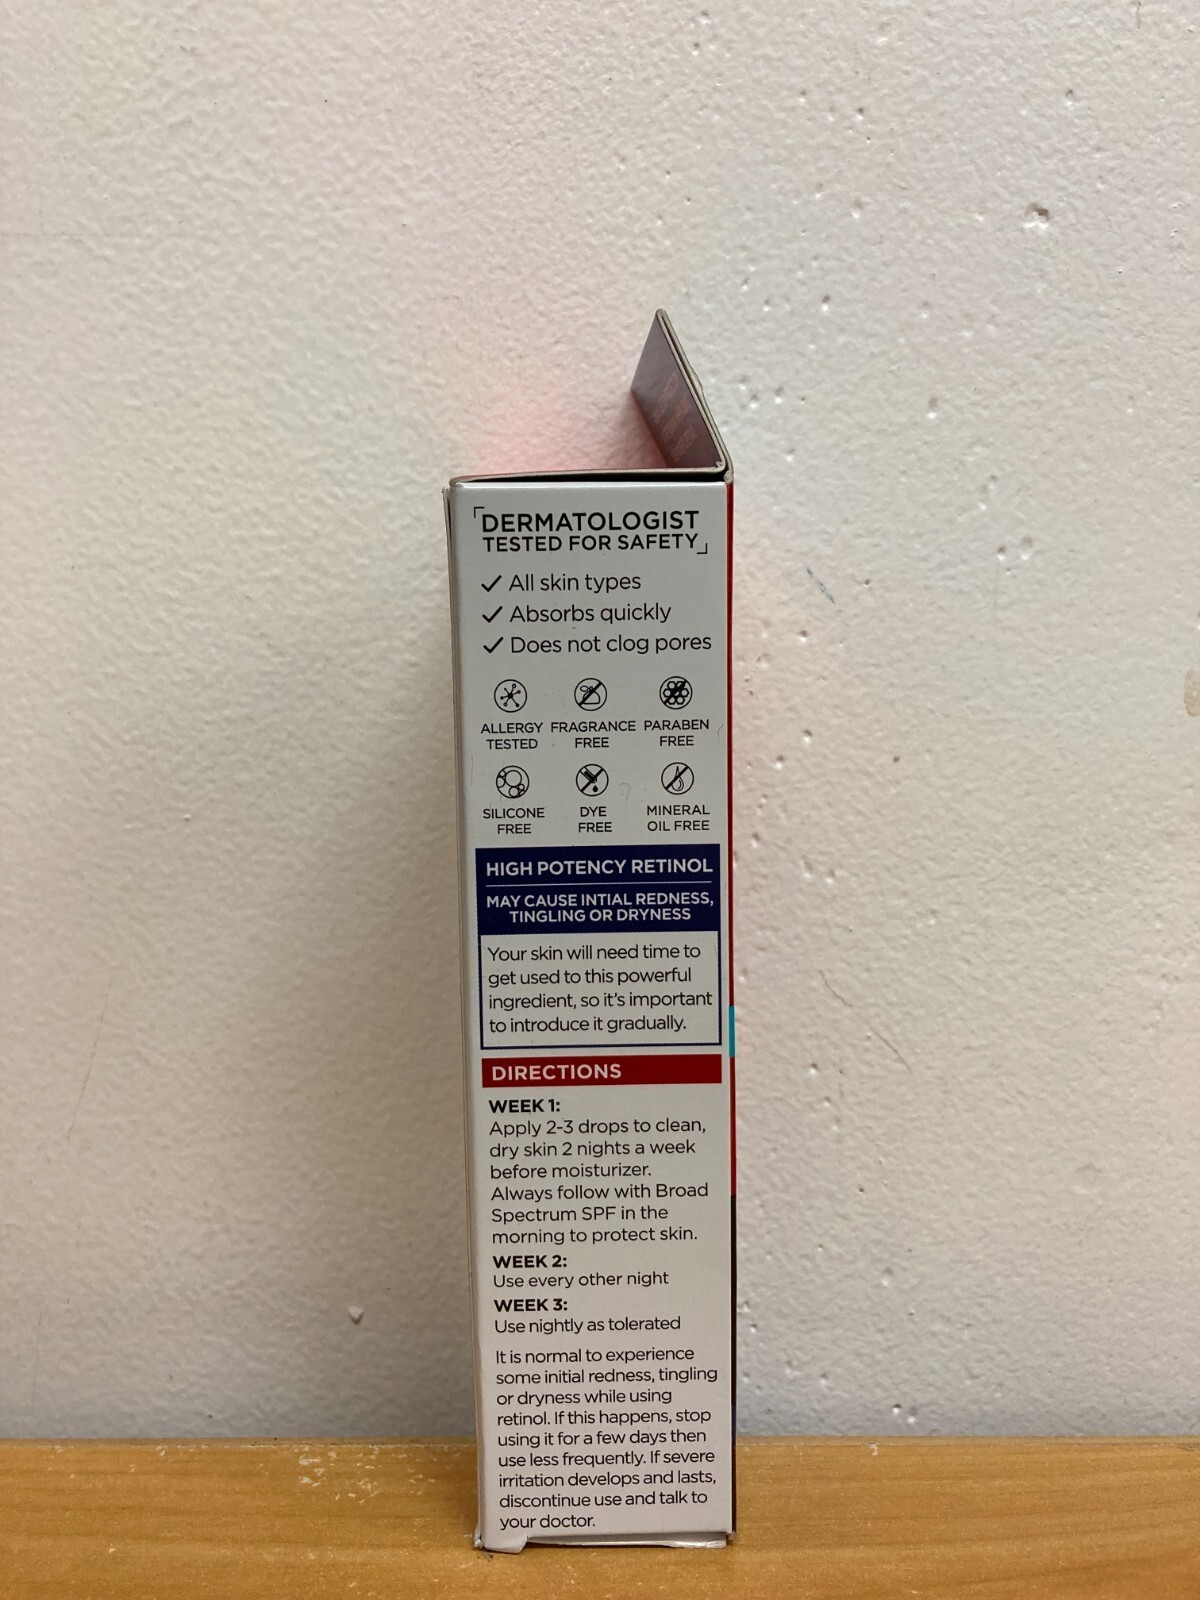 DERMATOLOGIST
TESTED FOR SAFETY
All skin types
Absorbs quickly
Does not clog pores
ALLERGY TESTED
FRAGRANCE FREE
PARABEN FREE
SILICONE FREE
DYE FREE
MINERAL OIL FREE
HIGH POTENCY RETINOL
MAY CAUSE INTIAL REDNESS,
TINGLING OR DRYNESS
Your skin will need time to
get used to this powerful
ingredient, so it's important
to introduce it gradually.
DIRECTIONS
WEEK 1:
Apply 2-3 drops to clean,
dry skin 2 nights a week
before moisturizer.
Always follow with Broad
Spectrum SPF in the
morning to protect skin.
WEEK 2:
Use every other night
WEEK 3:
Use nightly as tolerated
It is normal to experience
some initial redness, tingling
or dryness while using
retinol. If this happens, stop
using it for a few days then
use less frequently. If severe
irritation develops and lasts,
discontinue use and talk to
your doctor.